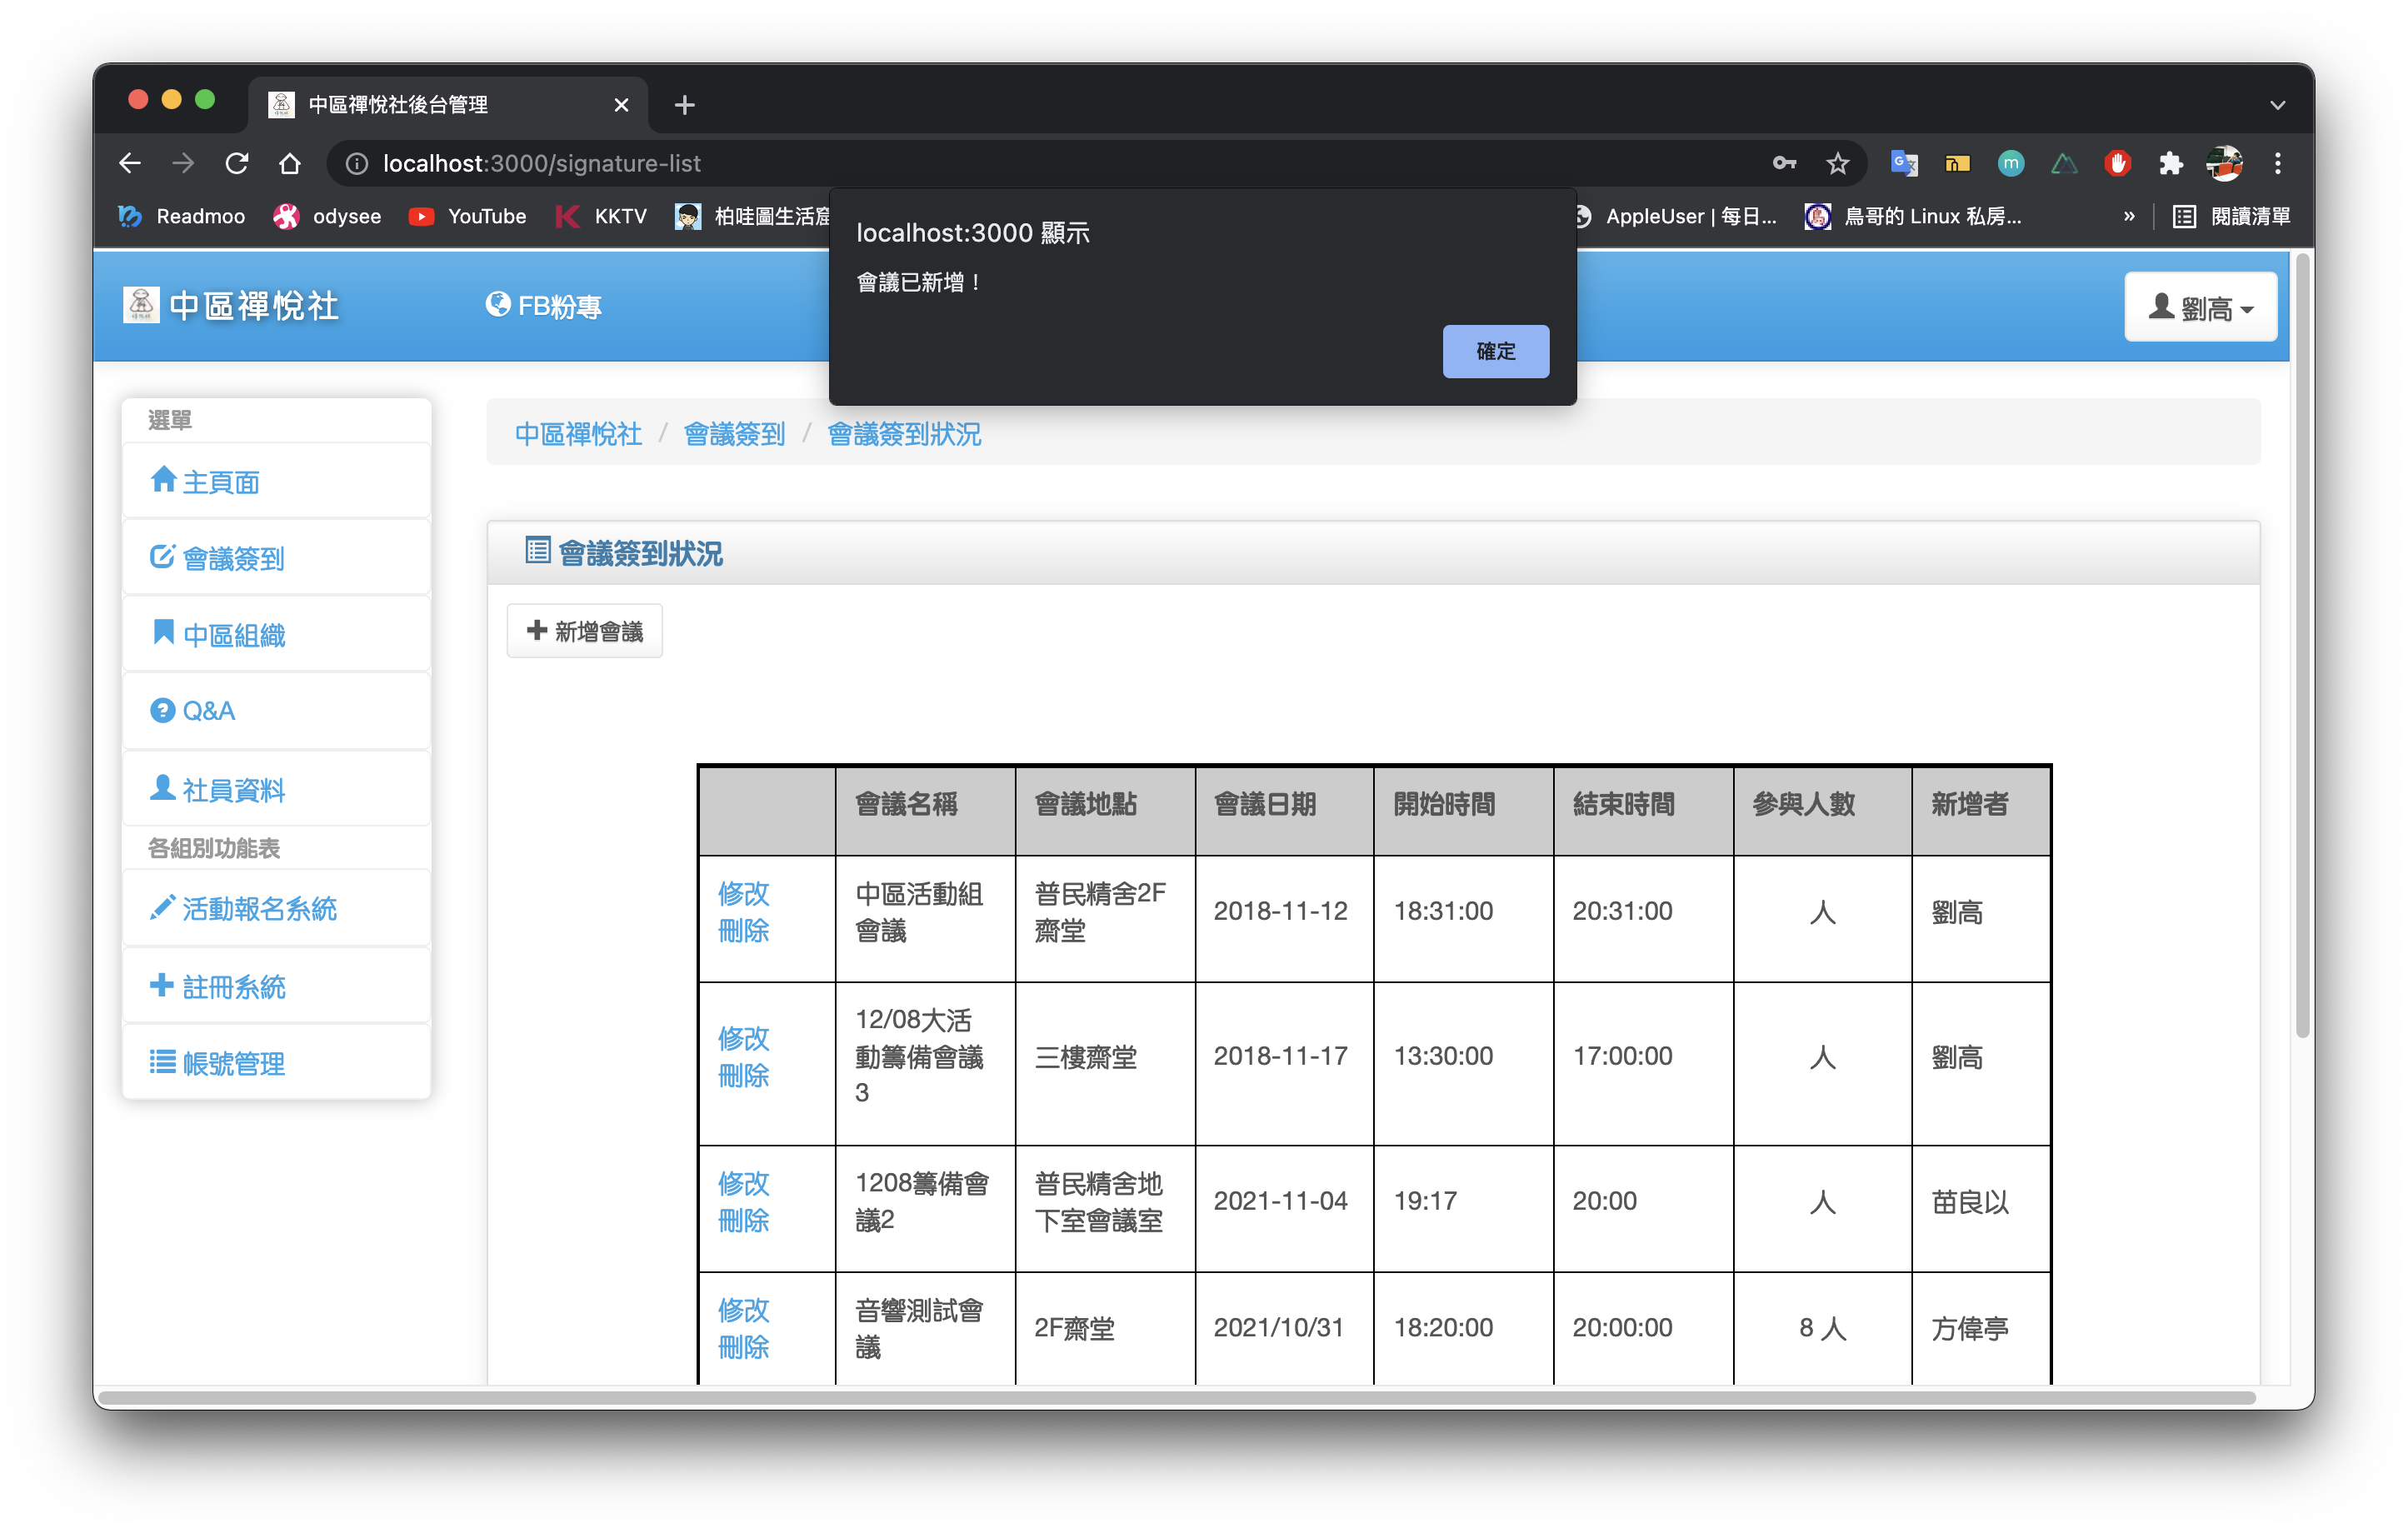 中區禪悅社後台管理
localhost:3000/signature-list
Readmoo
odysee
YouTube
KKTV
柏哇圖生活窩
AppleUser | 每日...
鳥哥的 Linux 私房...
»
閱讀清單
localhost:3000 顯示
會議已新增！
確定
中區禪悅社
FB粉專
劉高
選單
主頁面
會議簽到
中區組織
Q&A
社員資料
各組別功能表
活動報名系統
註冊系統
帳號管理
中區禪悅社 / 會議簽到 / 會議簽到狀況
會議簽到狀況
新增會議
會議名稱 會議地點 會議日期 開始時間 結束時間 參與人數 新增者
修改 刪除 中區活動組會議 普民精舍2F齋堂 2018-11-12 18:31:00 20:31:00 人 劉高
修改 刪除 12/08大活動籌備會議3 三樓齋堂 2018-11-17 13:30:00 17:00:00 人 劉高
修改 刪除 1208籌備會議2 普民精舍地下室會議室 2021-11-04 19:17 20:00 人 苗良以
修改 刪除 音響測試會議 2F齋堂 2021/10/31 18:20:00 20:00:00 8 人 方偉亭